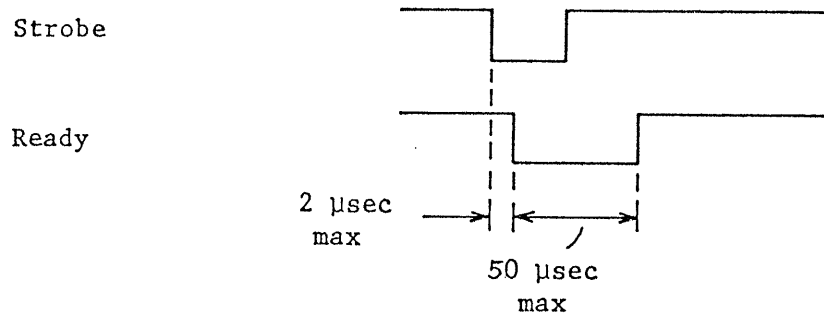 Strobe
Ready
2 μsec
max
50 μsec
max